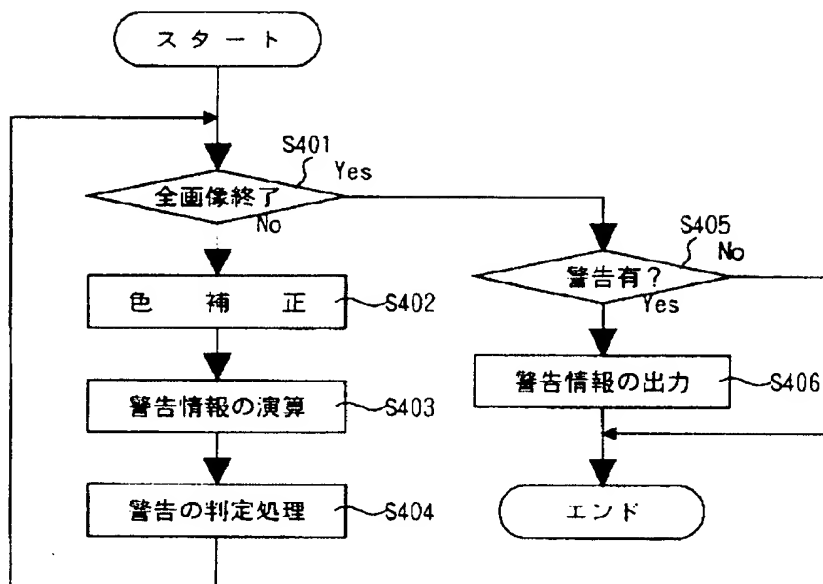 スタート
S401
Yes
全画像終了
No
S405
No
警告有?
Yes
色補正
S402
警告情報の演算
S403
警告情報の出力
S406
警告の判定処理
S404
エンド